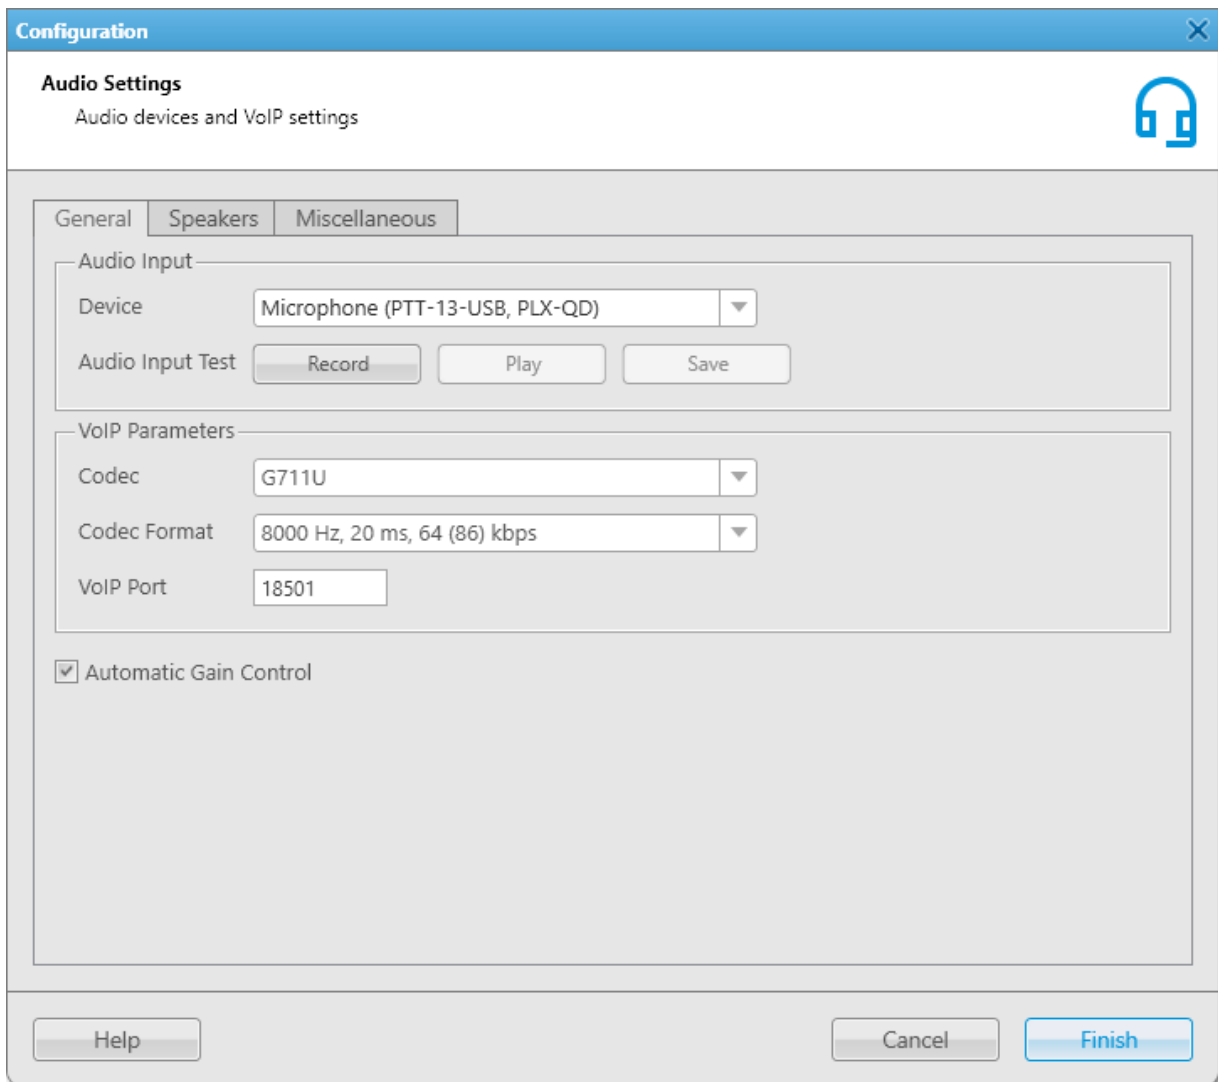 Configuration
Audio Settings
Audio devices and VoIP settings
General Speakers Miscellaneous
Audio Input
Device Microphone (PTT-13-USB, PLX-QD)
Audio Input Test Record Play Save
VoIP Parameters
Codec G711U
Codec Format 8000 Hz, 20 ms, 64 (86) kbps
VoIP Port 18501
Automatic Gain Control
Help Cancel Finish